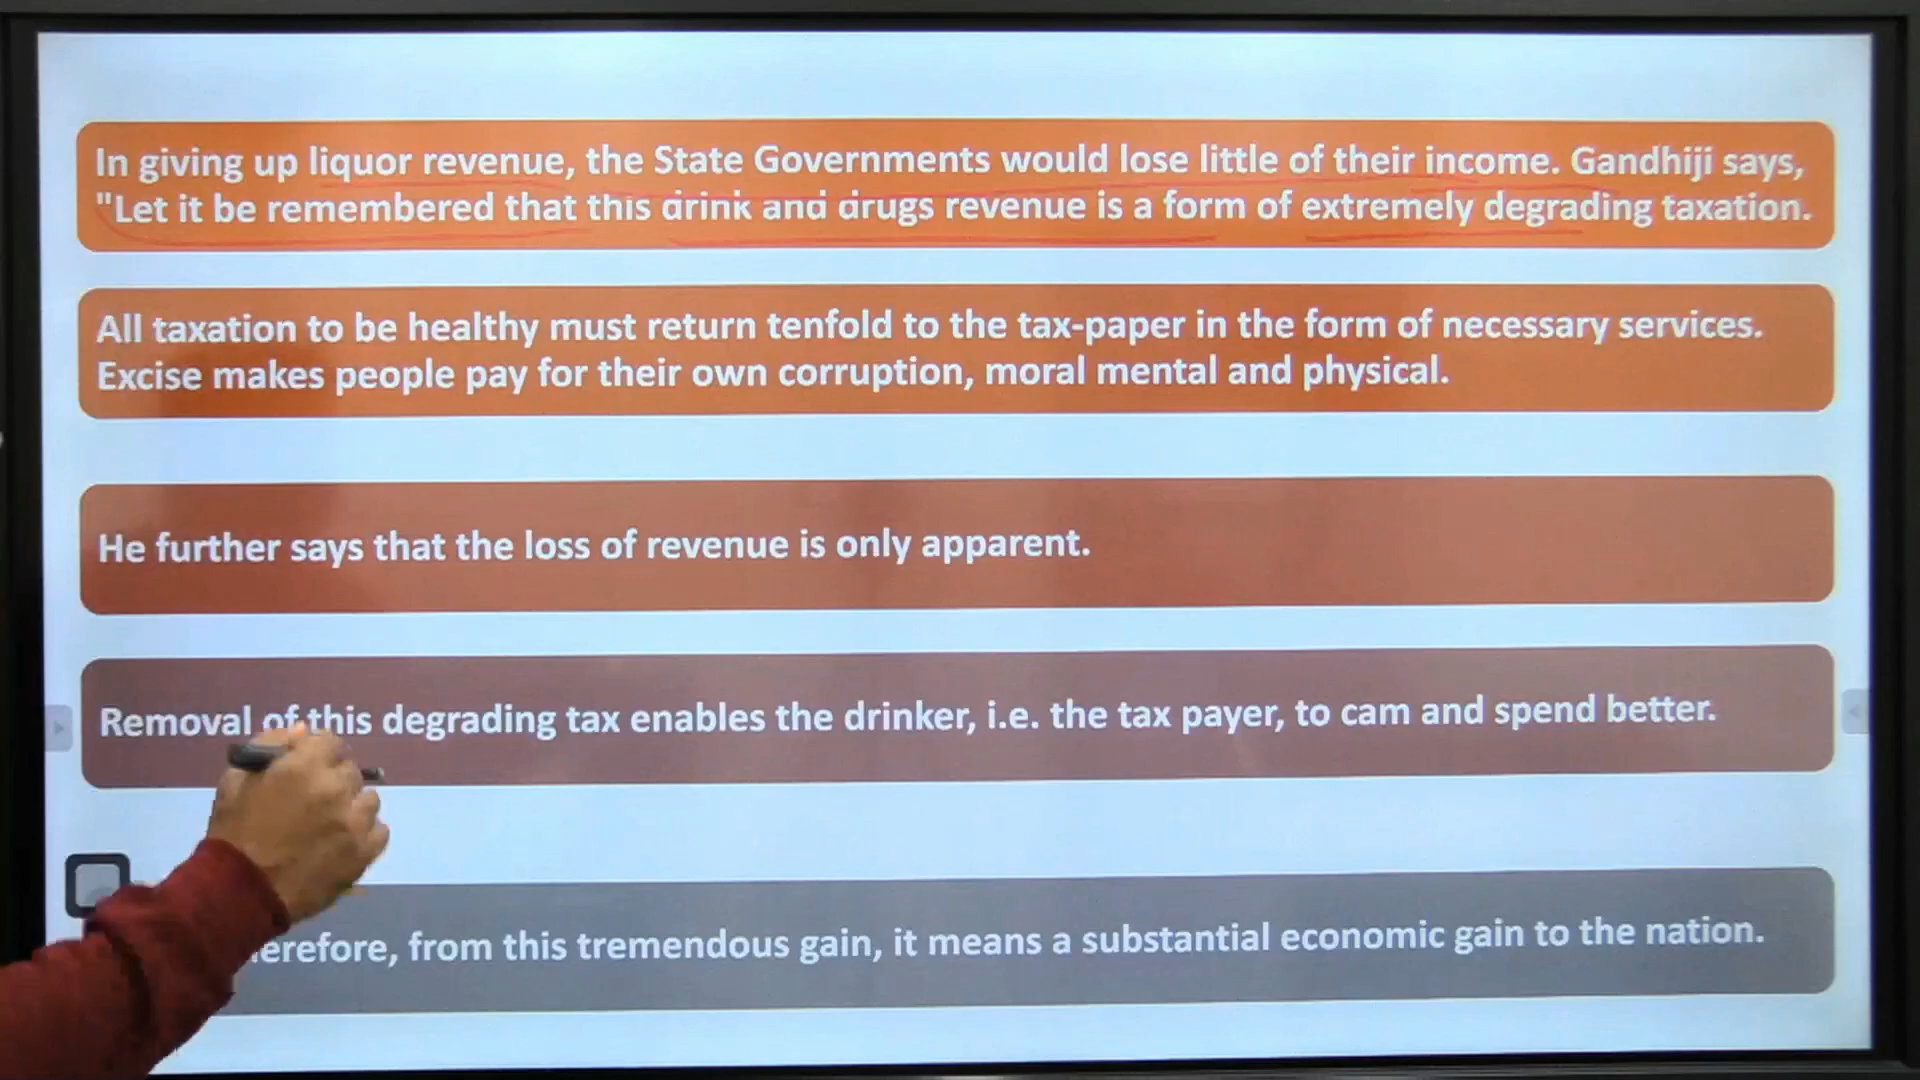 In giving up liquor revenue, the State Governments would lose little of their income. Gandhiji says,
"Let it be remembered that this drink and drugs revenue is a form of extremely degrading taxation.
All taxation to be healthy must return tenfold to the tax-paper in the form of necessary services.
Excise makes people pay for their own corruption, moral mental and physical.
He further says that the loss of revenue is only apparent.
Removal of this degrading tax enables the drinker, i.e. the tax payer, to cam and spend better.
erefore, from this tremendous gain, it means a substantial economic gain to the nation.